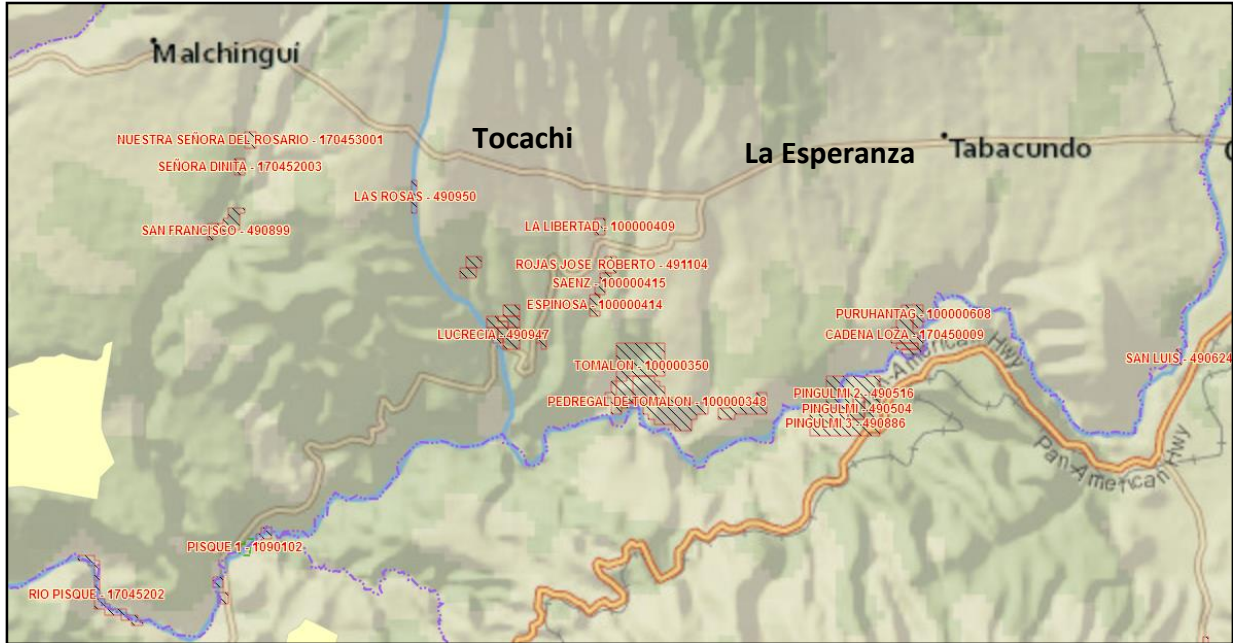 Malchinguí
Tocachi
La Esperanza
Tabacundo
NUESTRA SEÑORA DEL ROSARIO - 170453001
SEÑORA DINITA - 170452003
LAS ROSAS - 490950
SAN FRANCISCO - 490899
LA LIBERTAD - 100000409
ROJAS JOSE ROBERTO - 491104
SAENZ - 100000415
ESPINOSA - 100000414
LUCRECIA - 490947
PURUHANTAG - 100000608
CADENA LOZA - 170450009
Pan-American Hwy
SAN LUIS - 490624
TOMALON - 100000350
PEDREGAL DE TOMALON - 100000348
PINGULMI 2 - 490516
PINGULMI - 490504
PINGULMI 3 - 490886
Pan-American Hwy
PISQUE 1 - 1090102
RIO PISQUE - 17045202